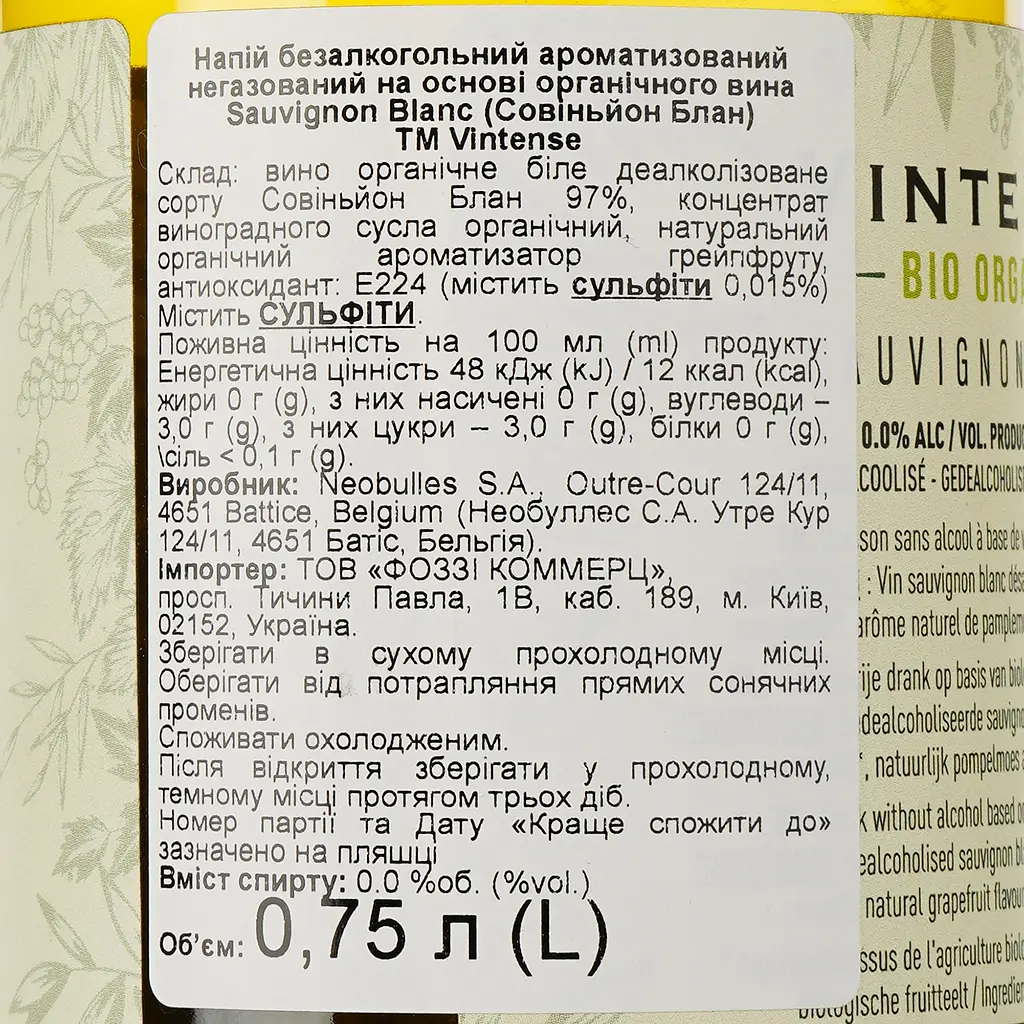 Напій безалкогольний ароматизований
негазований на основі органічного вина
Sauvignon Blanc (Совіньйон Блан)
ТМ Vintense
Склад: вино органічне біле деалколізоване
сорту Совіньйон Блан 97%, концентрат
виноградного сусла органічний, натуральний
органічний ароматизатор грейпфруту,
антиоксидант: Е224 (містить сульфіти 0,015%)
Містить СУЛЬФІТИ.
Поживна цінність на 100 мл (ml) продукту:
Енергетична цінність 48 кДж (kJ) / 12 ккал (kcal),
жири 0 г (g), з них насичені 0 г (g), вуглеводи –
3,0 г (g), з них цукри – 3,0 г (g), білки 0 г (g),
\сіль < 0,1 г (g).
Виробник: Neobulles S.A., Outre-Cour 124/11,
4651 Battice, Belgium (Необуллес С.А. Утре Кур
124/11, 4651 Батіс, Бельгія).
Імпортер: ТОВ «ФОЗЗІ КОММЕРЦ»,
просп. Тичини Павла, 1В, каб. 189, м. Київ,
02152, Україна.
Зберігати в сухому прохолодному місці.
Оберігати від потрапляння прямих сонячних
променів.
Споживати охолодженим.
Після відкриття зберігати у прохолодному,
темному місці протягом трьох діб.
Номер партії та Дату «Краще спожити до»
зазначено на пляшці
Вміст спирту: 0.0 %об. (%vol.)
Об'єм: 0,75 л (L)
INTE
BIO ORGA
AUVIGNON
0.0% ALC / VOL. PRODU
COOLISÉ - GEDEALCOHOLIS
son sans alcool à base de
: Vin sauvignon blanc dés
arôme naturel de pamplem
rije drank op basis van biol
dealcoholiseerde sauvign
, natuurlijk pompelmoes
k without alcohol based o
ealcoholised sauvignon bl
natural grapefruit flavou
ssus de l'agriculture biol
biologische fruitteelt / Ingredien